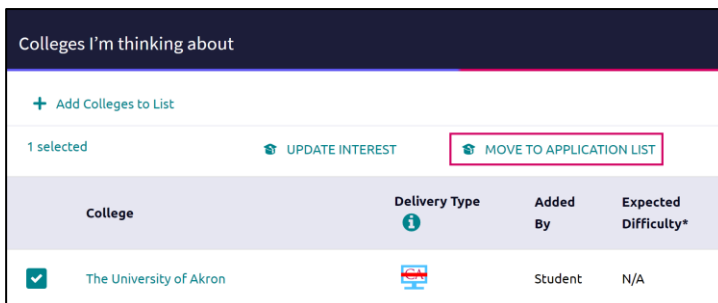 Colleges I’m thinking about
+ Add Colleges to List
1 selected UPDATE INTEREST MOVE TO APPLICATION LIST
College Delivery Type Added By Expected Difficulty*
The University of Akron CA Student N/A